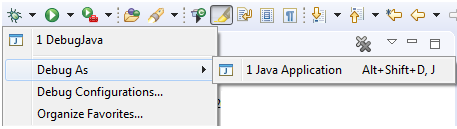 1 DebugJava
Debug As
1 Java Application Alt+Shift+D, J
Debug Configurations...
Organize Favorites...